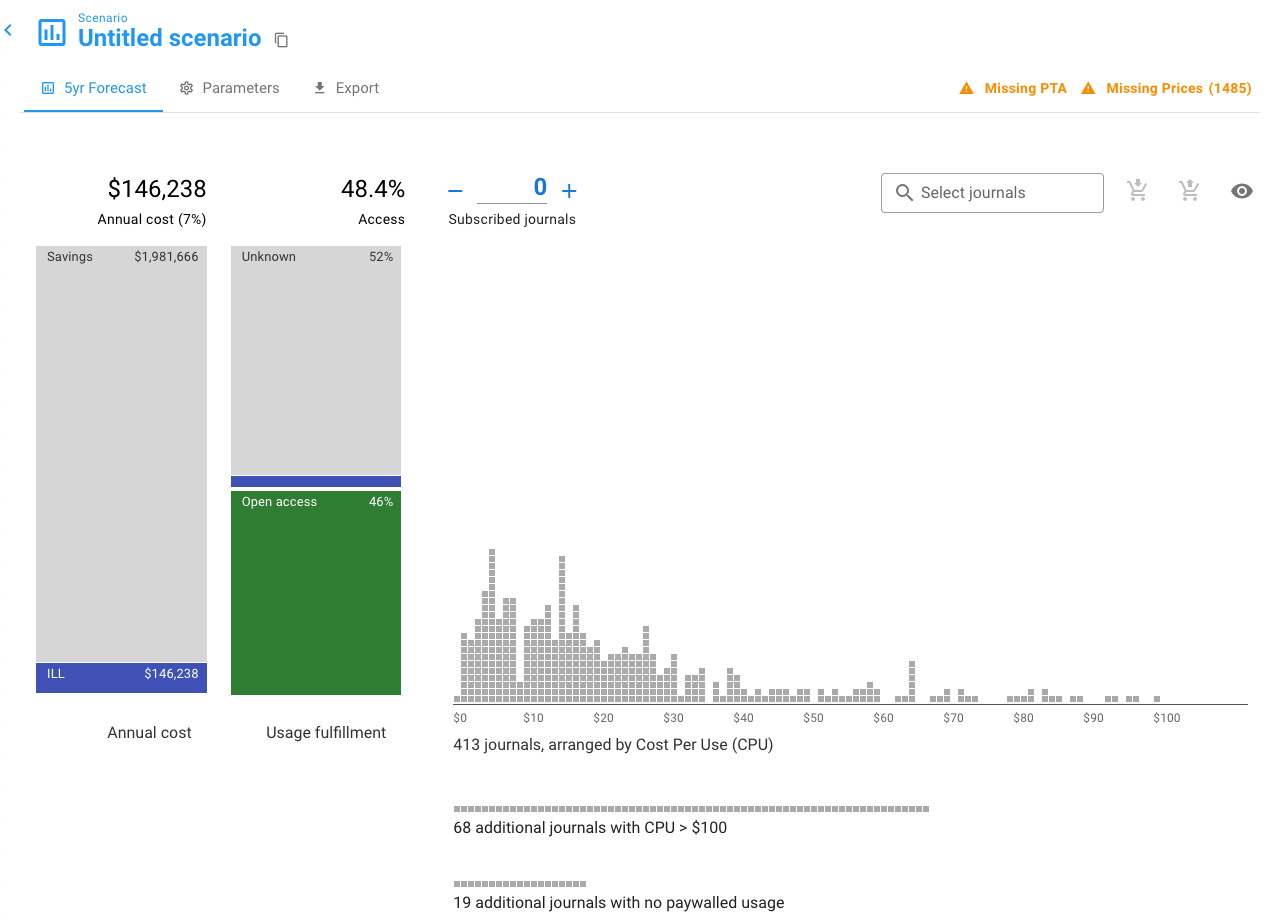 Scenario
Untitled scenario
5yr Forecast Parameters Export Missing PTA Missing Prices (1485)
$146,238 48.4% 0 Select journals
Annual cost (7%) Access Subscribed journals
Savings $1,981,666 Unknown 52%
Open access 46%
ILL $146,238
$0 $10 $20 $30 $40 $50 $60 $70 $80 $90 $100
Annual cost Usage fulfillment
413 journals, arranged by Cost Per Use (CPU)
68 additional journals with CPU > $100
19 additional journals with no paywalled usage